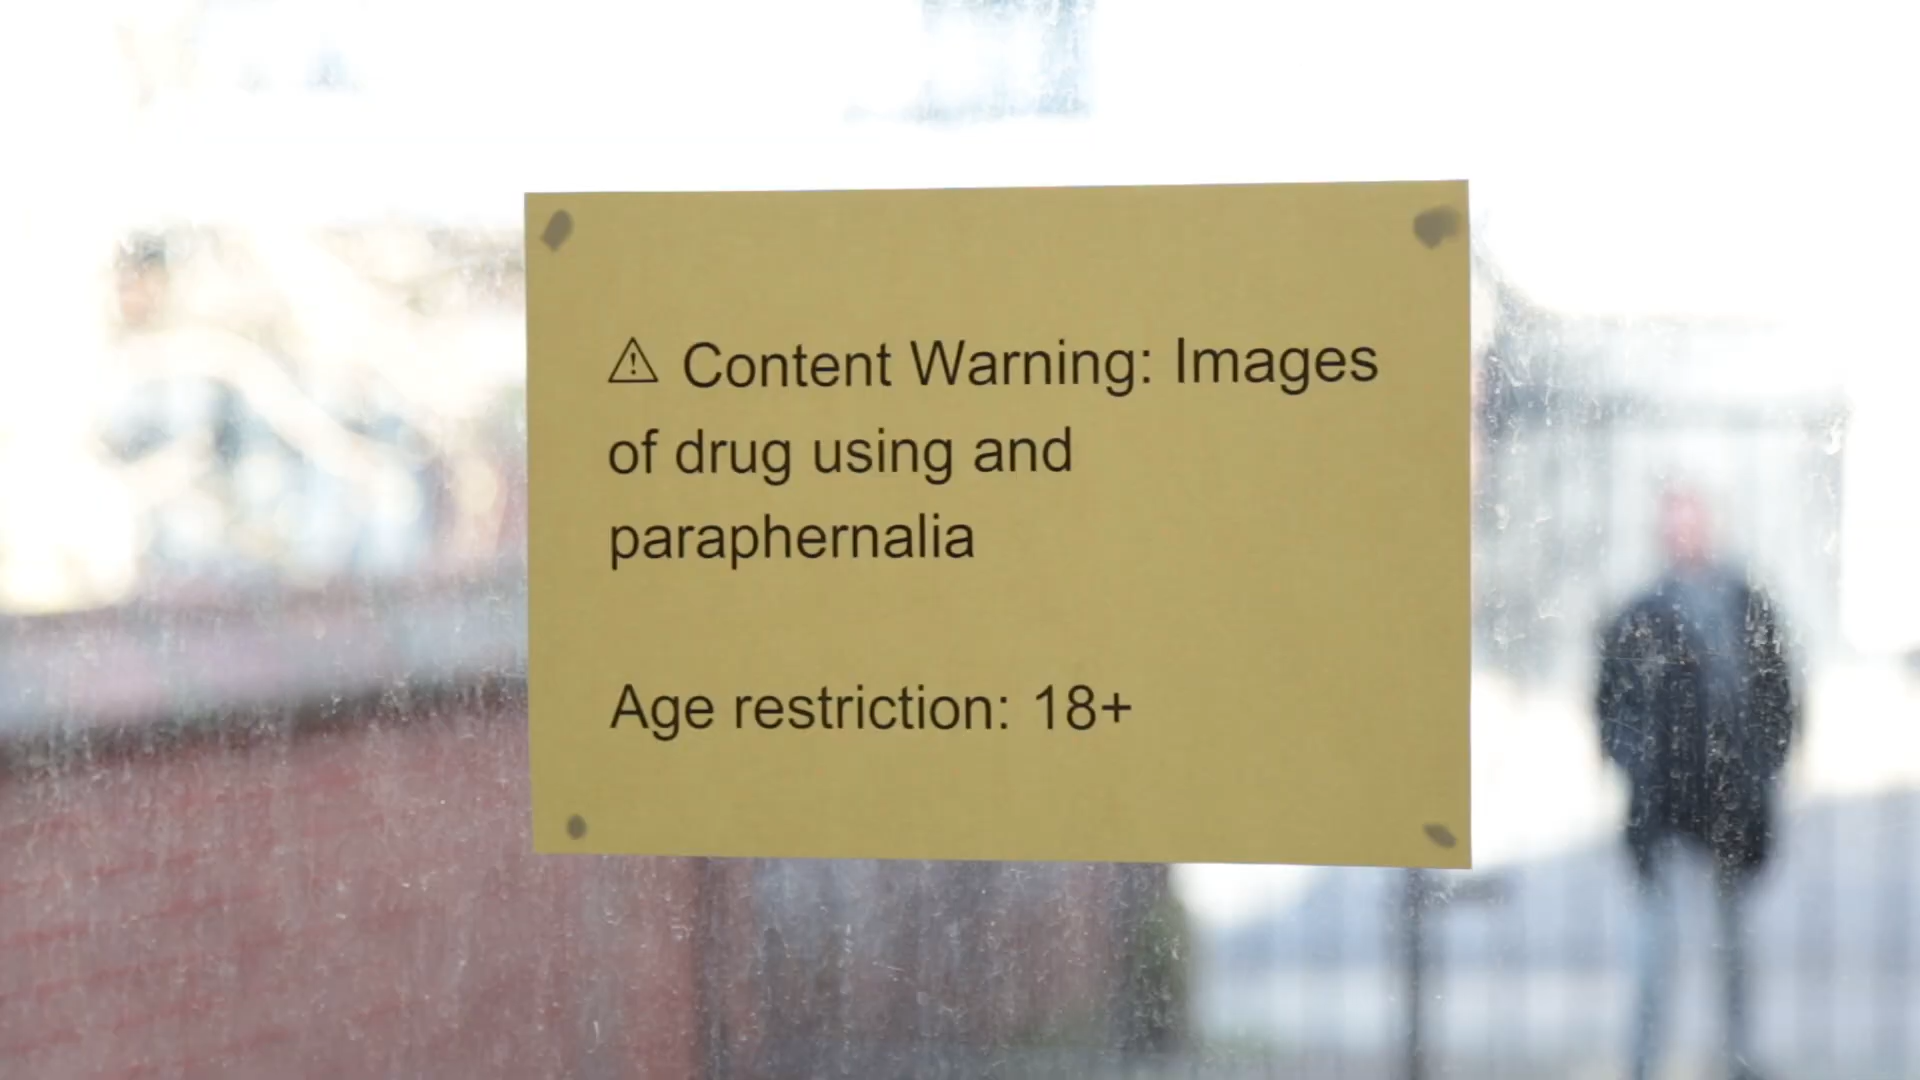 ⚠ Content Warning: Images
of drug using and
paraphernalia
Age restriction: 18+